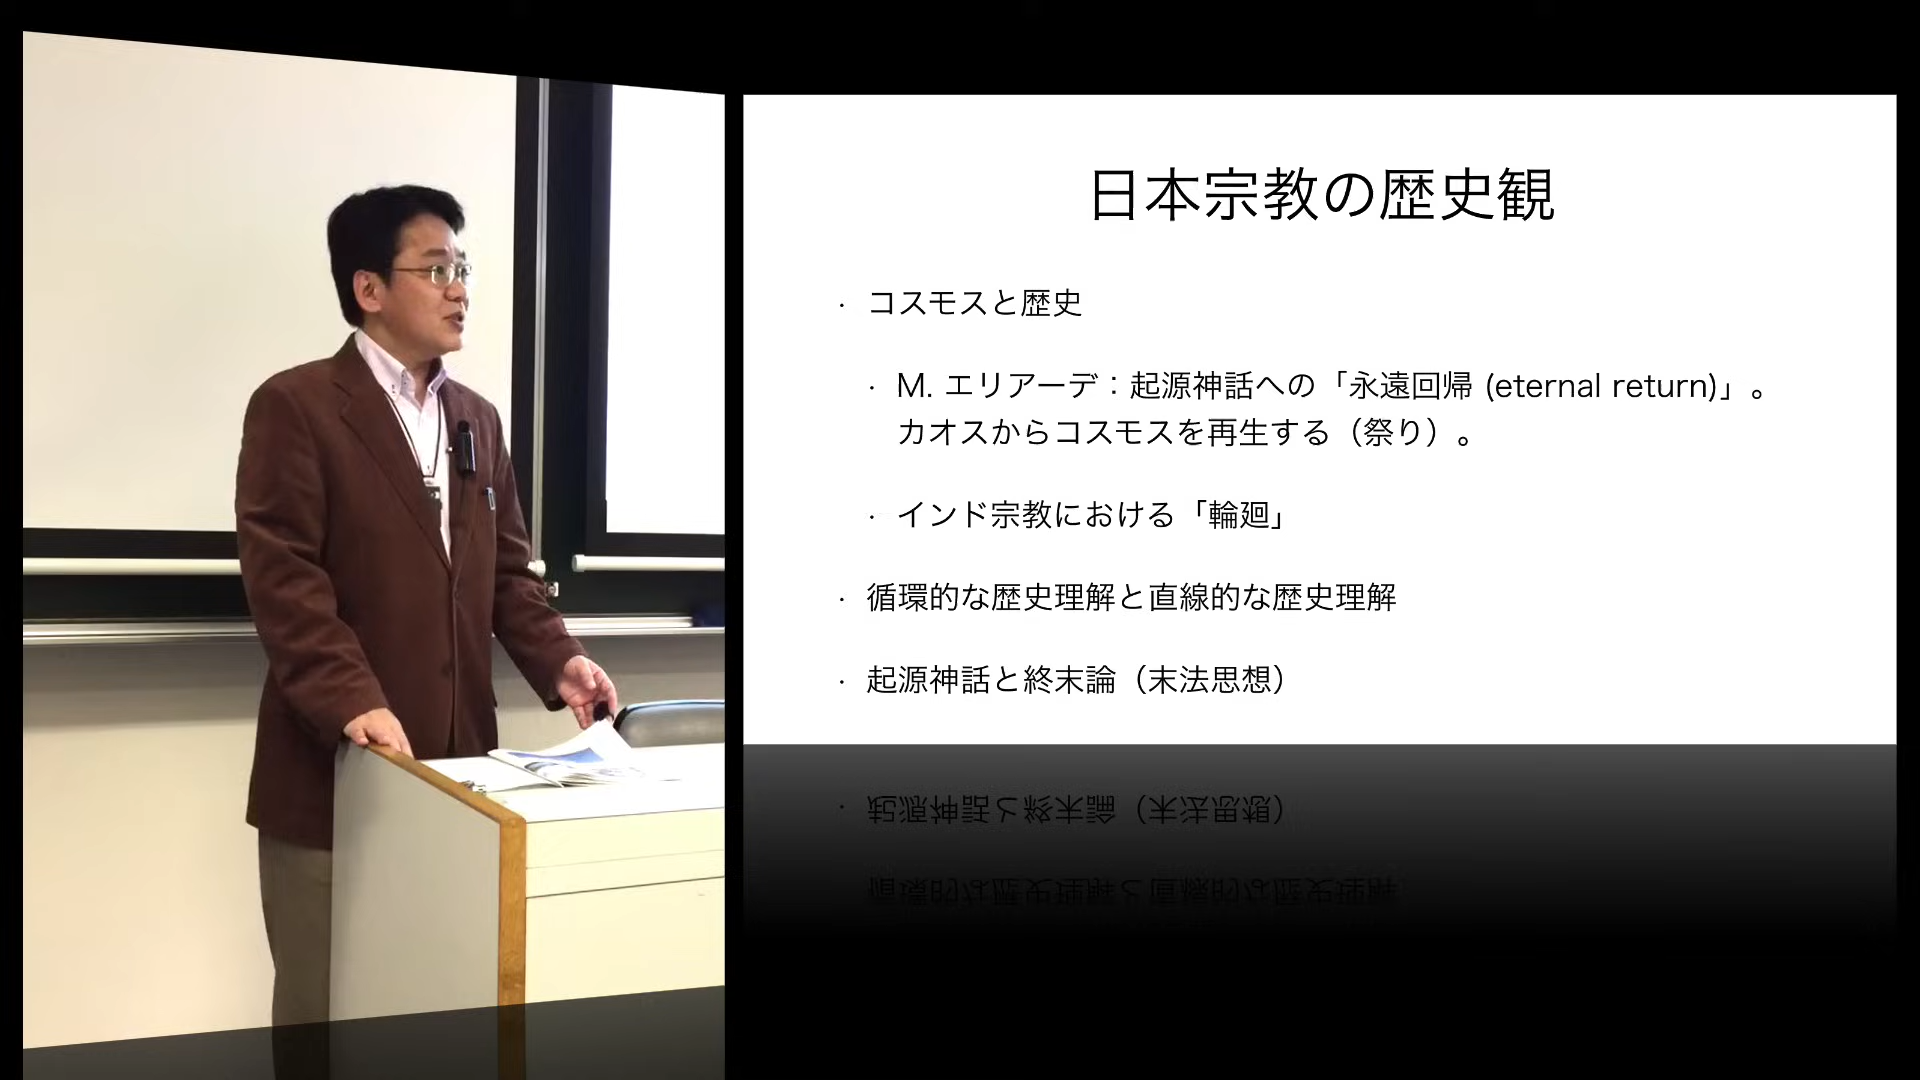 日本宗教の歴史観
・ コスモスと歴史
・ M. エリアーデ：起源神話への「永遠回帰 (eternal return)」。
カオスからコスモスを再生する（祭り）。
・ インド宗教における「輪廻」
・ 循環的な歴史理解と直線的な歴史理解
・ 起源神話と終末論（末法思想）